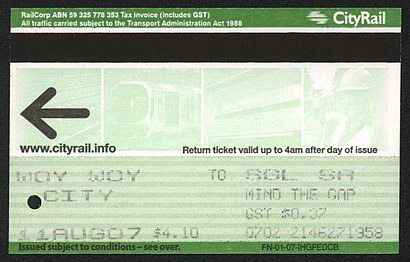 RailCorp ABN 59 325 778 353 Tax Invoice (includes GST)
All traffic carried subject to the Transport Administration Act 1988
CityRail
www.cityrail.info
Return ticket valid up to 4am after day of issue
WOY WOY TO SGL SR
CITY MIND THE GAP
GST $0.37
11AUG07 $4.10 0702 2146271358
Issued subject to conditions – see over. FN-01-07-IHGFEDCB